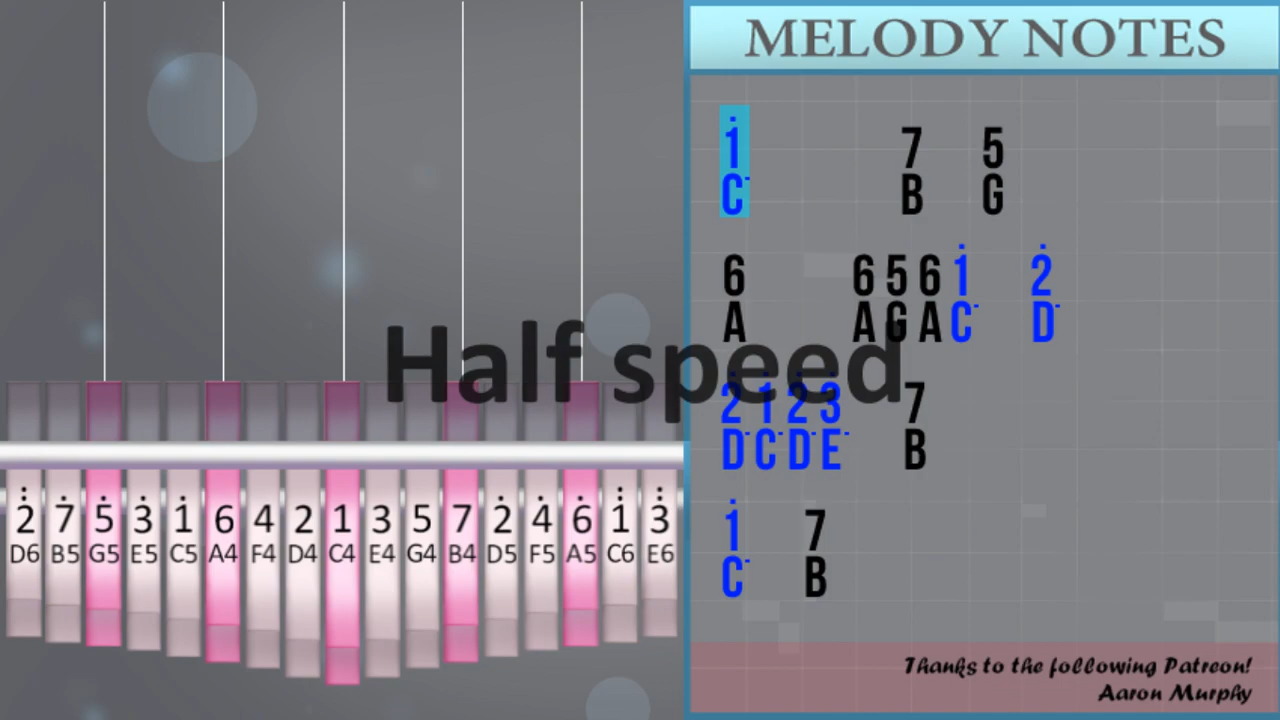 MELODY NOTES
1̇ 7 5
C˙ B G
6 6 5 6 1̇ 2̇
A A G A C˙ D˙
Half speed
2̇ 1̇ 2̇ 3̇ 7
D˙ C˙ D˙ E˙ B
1̇ 7
C˙ B
2̈ 7̇ 5̇ 3̇ 1̇ 6 4 2 1 3 5 7 2̇ 4̇ 6̇ 1̈ 3̈
D6 B5 G5 E5 C5 A4 F4 D4 C4 E4 G4 B4 D5 F5 A5 C6 E6
Thanks to the following Patreon!
Aaron Murphy